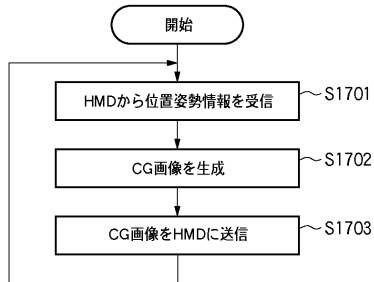 開始
HMDから位置姿勢情報を受信
S1701
CG画像を生成
S1702
CG画像をHMDに送信
S1703